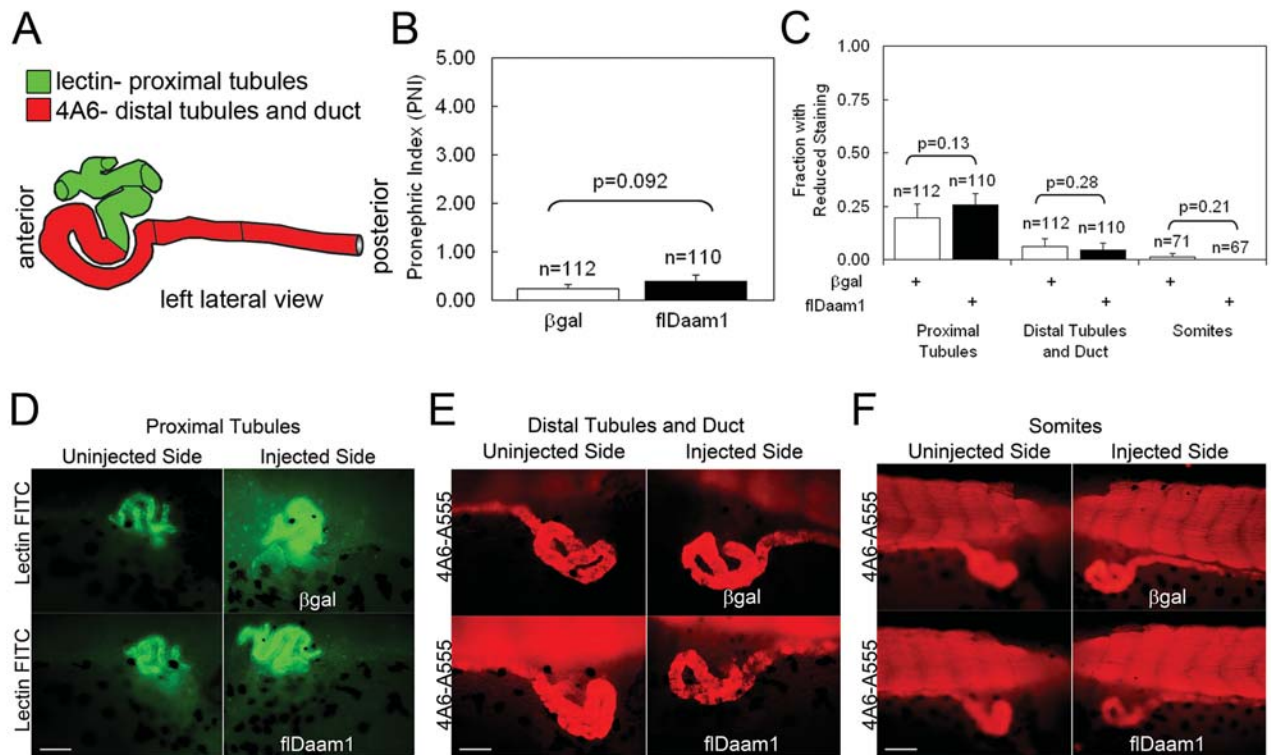 A
lectin- proximal tubules
4A6- distal tubules and duct
anterior
posterior
left lateral view
B
Pronephric Index (PNI)
5.00
4.00
3.00
2.00
1.00
0.00
p=0.092
n=112
n=110
βgal
flDaam1
C
Fraction with
Reduced Staining
1.00
0.75
0.50
0.25
0.00
p=0.13
n=112
n=110
p=0.28
n=112
n=110
p=0.21
n=71
n=67
βgal + + +
flDaam1 + + +
Proximal
Tubules
Distal Tubules
and Duct
Somites
D
Proximal Tubules
Uninjected Side
Injected Side
Lectin FITC
βgal
Lectin FITC
flDaam1
E
Distal Tubules and Duct
Uninjected Side
Injected Side
4A6-A555
βgal
4A6-A555
flDaam1
F
Somites
Uninjected Side
Injected Side
4A6-A555
βgal
4A6-A555
flDaam1